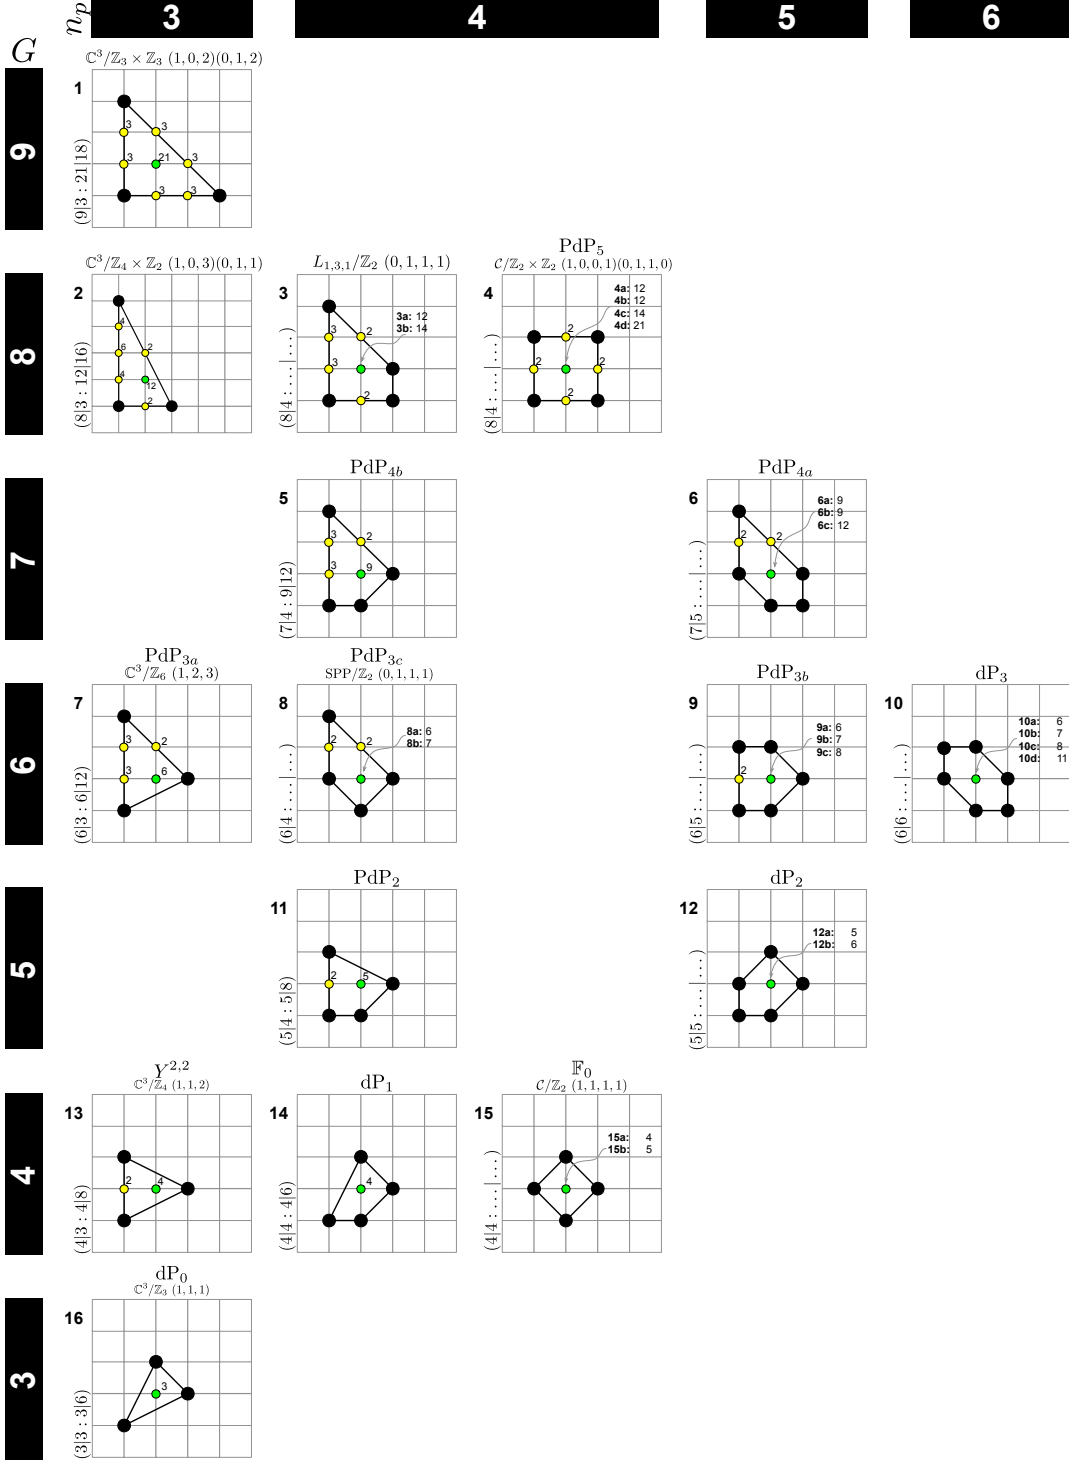 n_p 3 4 5 6
G
9
ℂ³/ℤ₃ × ℤ₃ (1, 0, 2)(0, 1, 2)
1
(9|3 : 21|18)
3 3
3 21 3
3 3
8
ℂ³/ℤ₄ × ℤ₂ (1, 0, 3)(0, 1, 1)
2
(8|3 : 12|16)
4
6 2
4 12
2
L₁,₃,₁/ℤ₂ (0, 1, 1, 1)
3
(8|4 : ... | ...)
3a: 12
3b: 14
3 2
3
2
PdP₅
𝒞/ℤ₂ × ℤ₂ (1, 0, 0, 1)(0, 1, 1, 0)
4
(8|4 : ... | ...)
4a: 12
4b: 12
4c: 14
4d: 21
2
2 2
2
7
PdP₄b
5
(7|4 : 9|12)
3 2
3 9
PdP₄a
6
(7|5 : ... | ...)
6a: 9
6b: 9
6c: 12
2 2
6
PdP₃a
ℂ³/ℤ₆ (1, 2, 3)
7
(6|3 : 6|12)
3 2
3 6
PdP₃c
SPP/ℤ₂ (0, 1, 1, 1)
8
(6|4 : ... | ...)
8a: 6
8b: 7
2 2
PdP₃b
9
(6|5 : ... | ...)
9a: 6
9b: 7
9c: 8
2
dP₃
10
(6|6 : ... | ...)
10a: 6
10b: 7
10c: 8
10d: 11
5
PdP₂
11
(5|4 : 5|8)
2 5
dP₂
12
(5|5 : ... | ...)
12a: 5
12b: 6
4
Y²,²
ℂ³/ℤ₄ (1, 1, 2)
13
(4|3 : 4|8)
2 4
dP₁
14
(4|4 : 4|6)
4
𝔽₀
𝒞/ℤ₂ (1, 1, 1, 1)
15
(4|4 : ... | ...)
15a: 4
15b: 5
3
dP₀
ℂ³/ℤ₃ (1, 1, 1)
16
(3|3 : 3|6)
3